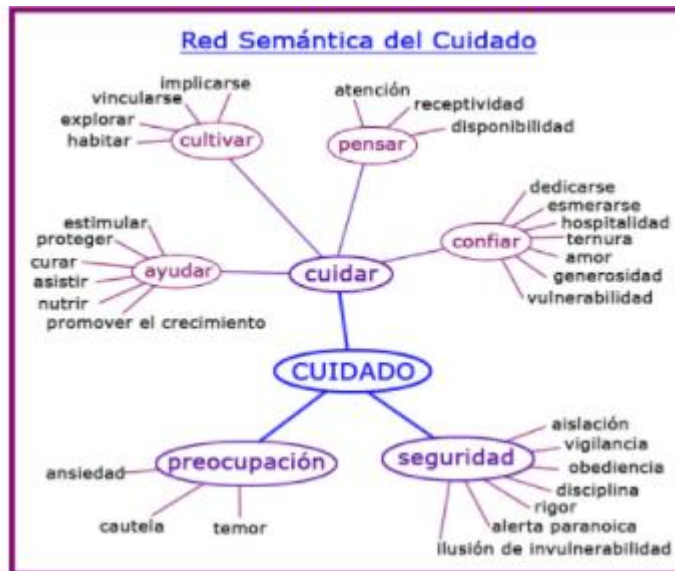 Red Semántica del Cuidado
implicarse
vincularse
explorar
habitar
cultivar
atención
receptividad
disponibilidad
pensar
dedicarse
esmerarse
hospitalidad
ternura
amor
generosidad
vulnerabilidad
confiar
estimular
proteger
curar
asistir
nutrir
promover el crecimiento
ayudar
cuidar
CUIDADO
preocupación
ansiedad
cautela
temor
seguridad
aislación
vigilancia
obediencia
disciplina
rigor
alerta paranoica
ilusión de invulnerabilidad